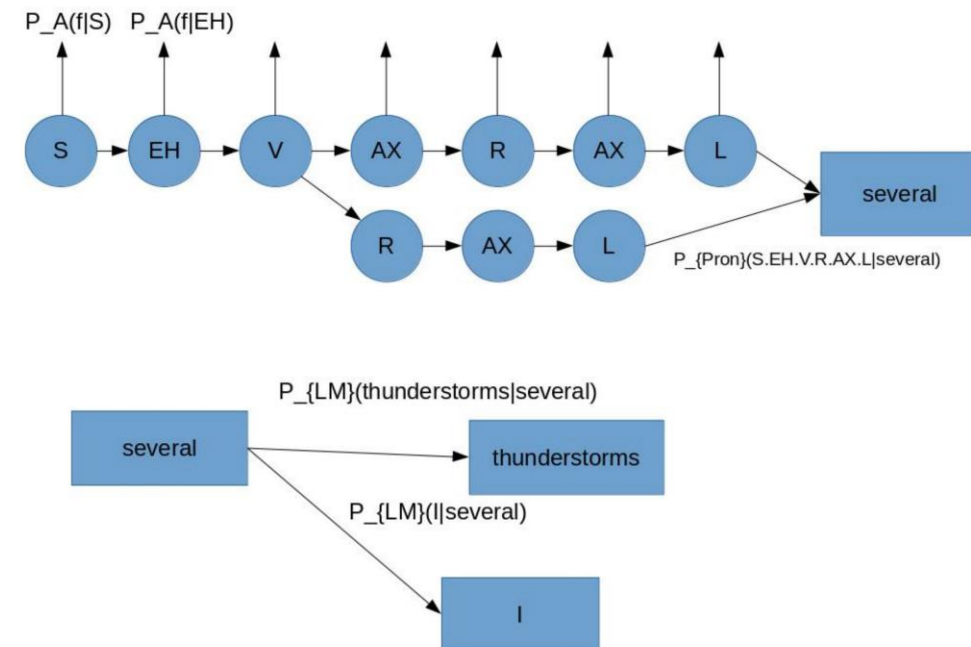 P_A(f|S) P_A(f|EH)
S EH V AX R AX L
several
R AX L
P_{Pron}(S.EH.V.R.AX.L|several)
P_{LM}(thunderstorms|several)
several
thunderstorms
P_{LM}(I|several)
I